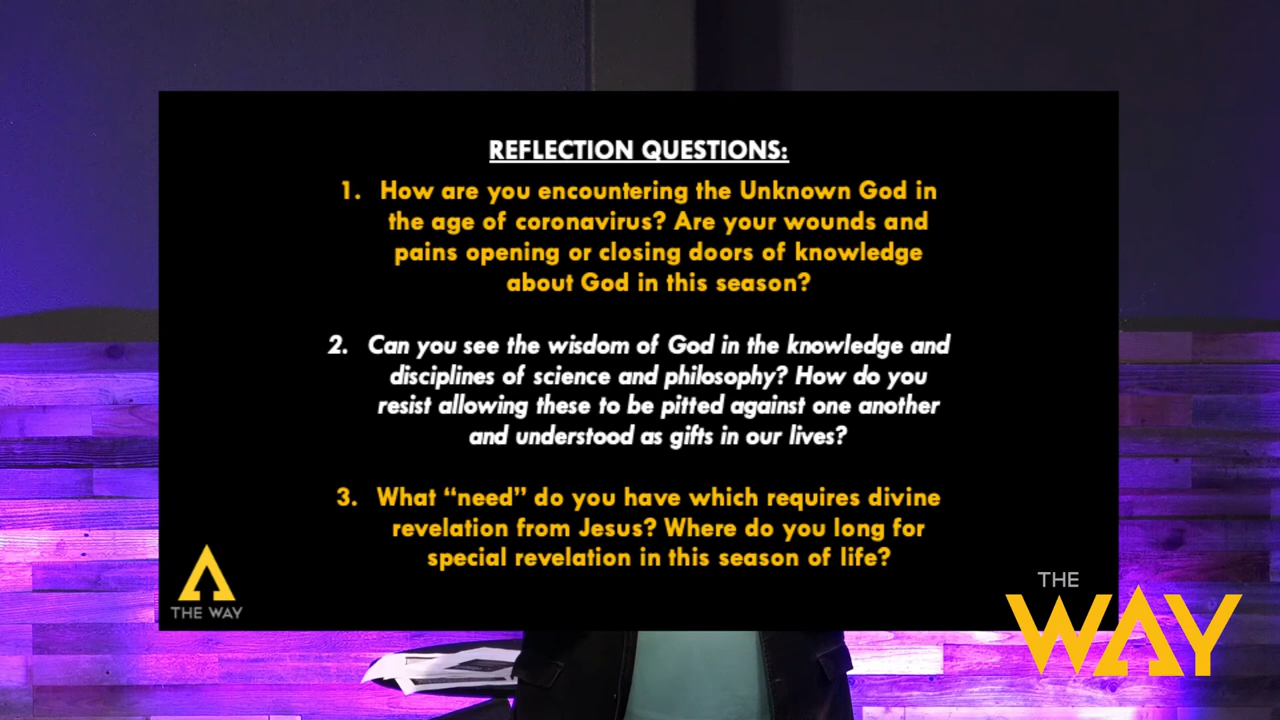 REFLECTION QUESTIONS:
1. How are you encountering the Unknown God in
the age of coronavirus? Are your wounds and
pains opening or closing doors of knowledge
about God in this season?
2. Can you see the wisdom of God in the knowledge and
disciplines of science and philosophy? How do you
resist allowing these to be pitted against one another
and understood as gifts in our lives?
3. What “need” do you have which requires divine
revelation from Jesus? Where do you long for
special revelation in this season of life?
THE WAY
THE
WAY